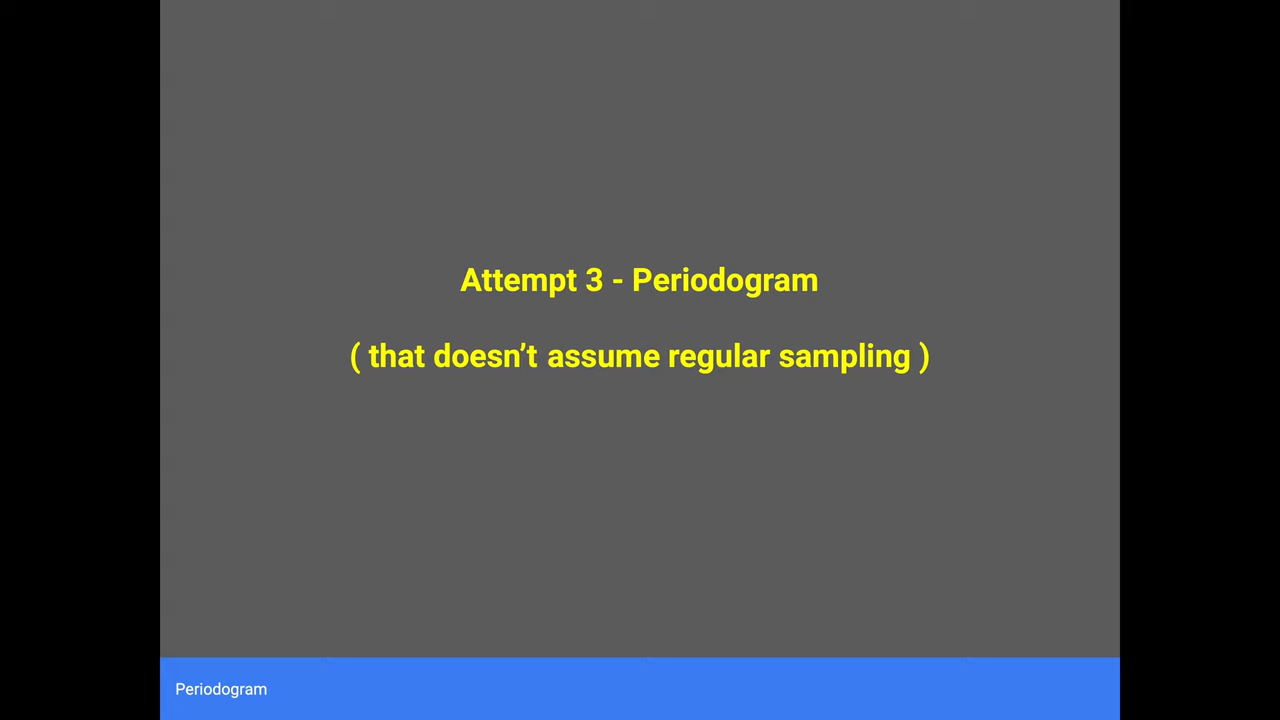 Attempt 3 - Periodogram
( that doesn’t assume regular sampling )
Periodogram